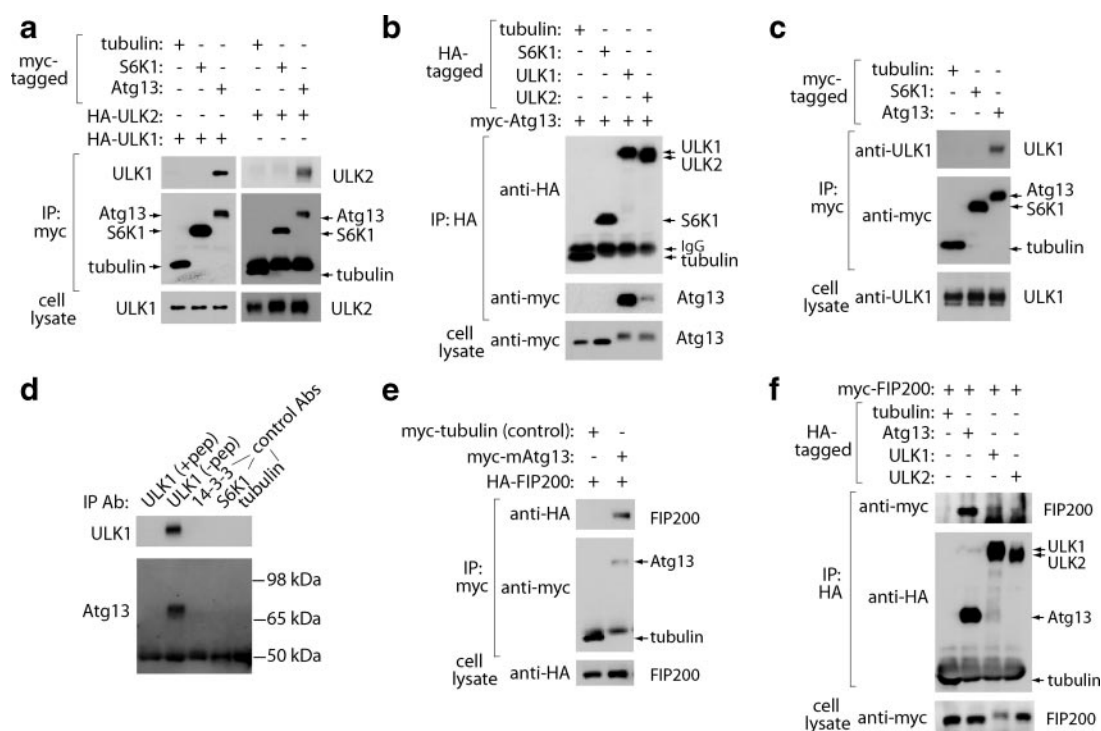 a
myc-tagged
tubulin: + - - + - -
S6K1: - + - - + -
Atg13: - - + - - +
HA-ULK2: - - - + + +
HA-ULK1: + + + - - -
IP: myc
ULK1 ULK2
Atg13 Atg13
S6K1 S6K1
tubulin tubulin
cell lysate
ULK1 ULK2
b
HA-tagged
tubulin: + - - -
S6K1: - + - -
ULK1: - - + -
ULK2: - - - +
myc-Atg13: + + + +
IP: HA
anti-HA
ULK1
ULK2
S6K1
IgG
tubulin
anti-myc Atg13
cell lysate anti-myc Atg13
c
myc-tagged
tubulin: + - -
S6K1: - + -
Atg13: - - +
IP: myc
anti-ULK1 ULK1
anti-myc
Atg13
S6K1
tubulin
cell lysate anti-ULK1 ULK1
d
IP Ab:
ULK1 (+pep)
ULK1 (-pep)
14-3-3
S6K1
tubulin
control Abs
ULK1
Atg13
98 kDa
65 kDa
50 kDa
e
myc-tubulin (control): + -
myc-mAtg13: - +
HA-FIP200: + +
IP: myc
anti-HA FIP200
anti-myc
Atg13
tubulin
cell lysate anti-HA FIP200
f
myc-FIP200: + + + +
HA-tagged
tubulin: + - - -
Atg13: - + - -
ULK1: - - + -
ULK2: - - - +
IP: HA
anti-myc FIP200
anti-HA
ULK1
ULK2
Atg13
tubulin
cell lysate anti-myc FIP200